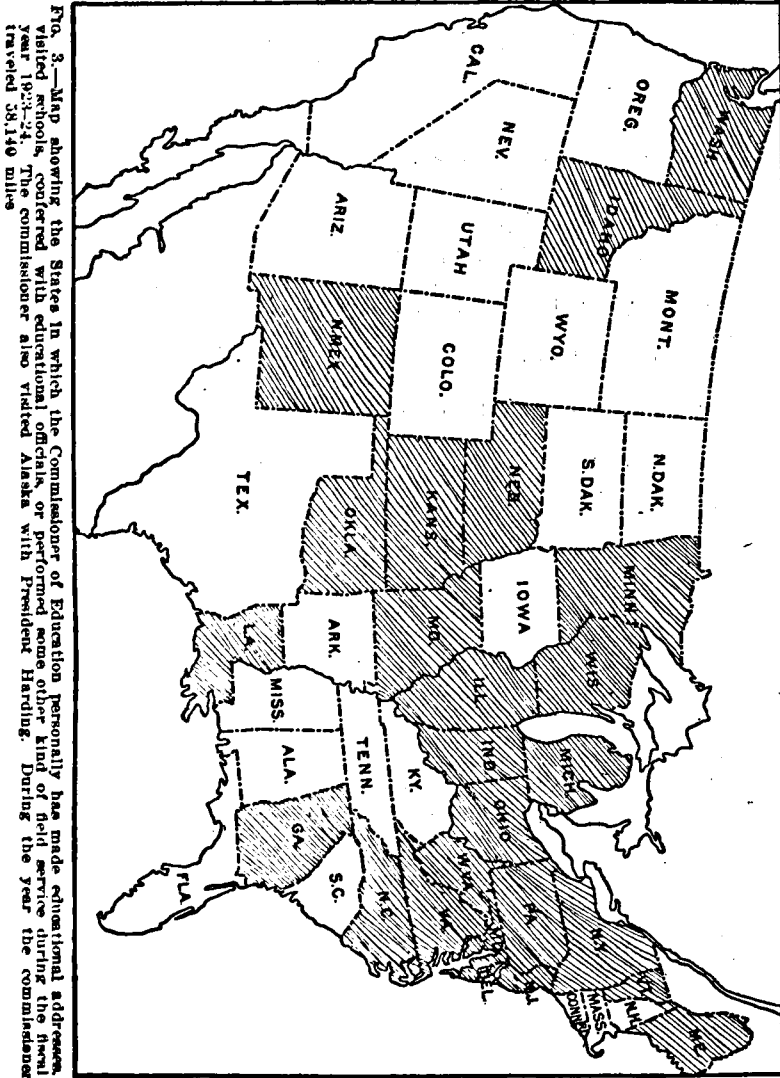 WASH.
OREG.
CAL.
NEV.
IDAHO
MONT.
WYO.
UTAH
ARIZ.
COLO.
N.MEX.
N.DAK.
S.DAK.
NEB.
KANS.
OKLA.
TEX.
MINN.
IOWA
MO.
ARK.
LA.
WIS.
ILL.
MICH.
IND.
OHIO
KY.
TENN.
MISS.
ALA.
GA.
FLA.
S.C.
N.C.
VA.
W.VA.
PA.
N.Y.
MD.
DEL.
N.J.
CONN.
MASS.
N.H.
VT.
ME.
FIG. 3.—Map showing the States in which the Commissioner of Education personally has made educational addresses,
visited schools, conferred with educational officials, or performed some other kind of field service during the fiscal
year 1923-24. The commissioner also visited Alaska with President Harding. During the year the commissioner
traveled 58,140 miles